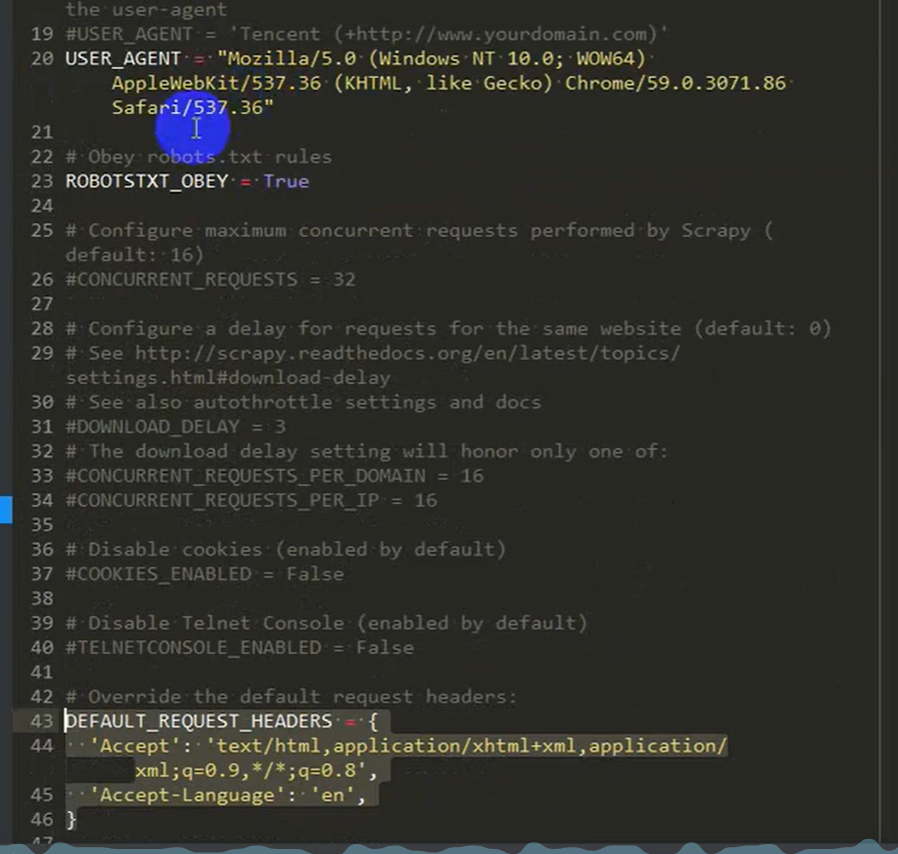 the user-agent
19 #USER_AGENT = 'Tencent (+http://www.yourdomain.com)'
20 USER_AGENT = "Mozilla/5.0 (Windows NT 10.0; WOW64)
AppleWebKit/537.36 (KHTML, like Gecko) Chrome/59.0.3071.86
Safari/537.36"
21
22 # Obey robots.txt rules
23 ROBOTSTXT_OBEY = True
24
25 # Configure maximum concurrent requests performed by Scrapy (
default: 16)
26 #CONCURRENT_REQUESTS = 32
27
28 # Configure a delay for requests for the same website (default: 0)
29 # See http://scrapy.readthedocs.org/en/latest/topics/
settings.html#download-delay
30 # See also autothrottle settings and docs
31 #DOWNLOAD_DELAY = 3
32 # The download delay setting will honor only one of:
33 #CONCURRENT_REQUESTS_PER_DOMAIN = 16
34 #CONCURRENT_REQUESTS_PER_IP = 16
35
36 # Disable cookies (enabled by default)
37 #COOKIES_ENABLED = False
38
39 # Disable Telnet Console (enabled by default)
40 #TELNETCONSOLE_ENABLED = False
41
42 # Override the default request headers:
43 DEFAULT_REQUEST_HEADERS = {
44 'Accept': 'text/html,application/xhtml+xml,application/
xml;q=0.9,*/*;q=0.8',
45 'Accept-Language': 'en',
46 }
47